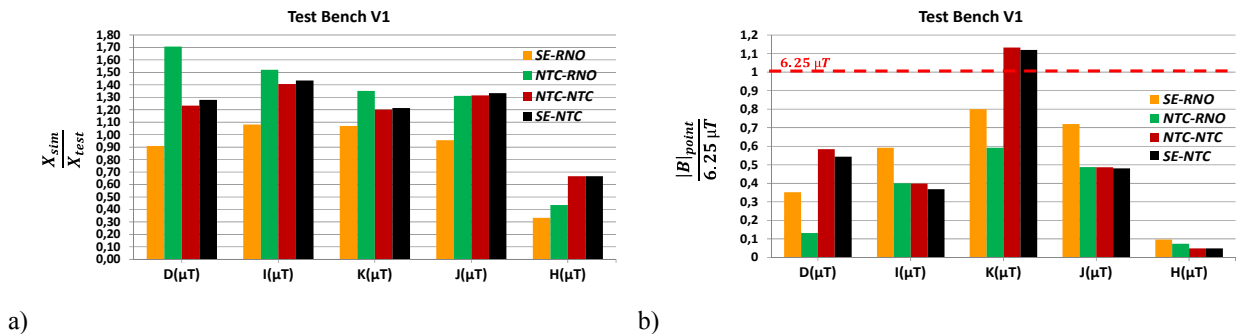 Test Bench V1
X_sim / X_test
1,80
1,70
1,60
1,50
1,40
1,30
1,20
1,10
1,00
0,90
0,80
0,70
0,60
0,50
0,40
0,30
0,20
0,10
0,00
SE-RNO
NTC-RNO
NTC-NTC
SE-NTC
D(µT) I(µT) K(µT) J(µT) H(µT)
a)
Test Bench V1
|B|_point / 6.25 µT
1,2
1,1
1
0,9
0,8
0,7
0,6
0,5
0,4
0,3
0,2
0,1
0
6.25 µT
SE-RNO
NTC-RNO
NTC-NTC
SE-NTC
D(µT) I(µT) K(µT) J(µT) H(µT)
b)